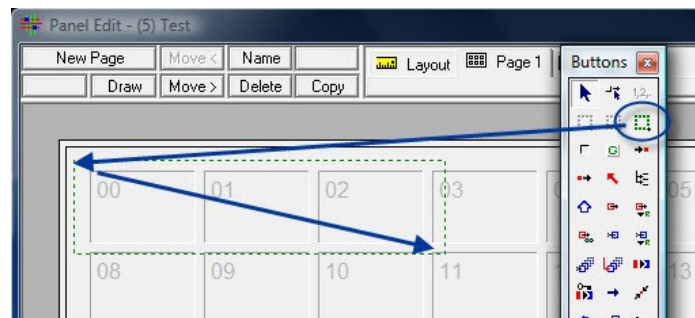 Panel Edit - (5) Test
New Page Move < Name Layout Page 1 Buttons
Draw Move > Delete Copy 1,2,.
G
00 01 02 03 05
R
R
08 09 10 11 13